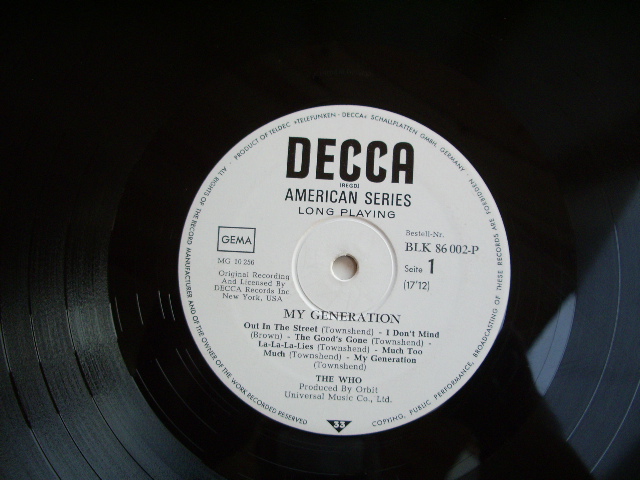 ALL RIGHTS OF THE RECORD MANUFACTURER AND OF THE OWNER OF THE WORK RECORDED RESERVED
PRODUCT OF TELDEC »TELEFUNKEN - DECCA« SCHALLPLATTEN GMBH, GERMANY
COPYING, PUBLIC PERFORMANCE, BROADCASTING OF THESE RECORDS ARE FORBIDDEN
DECCA
(REGD)
AMERICAN SERIES
LONG PLAYING
GEMA
MG 10 256
Original Recording
And Licensed By
DECCA Records Inc
New York, USA
Bestell-Nr.
BLK 86 002-P
Seite 1
(17'12)
MY GENERATION
Out In The Street (Townshend) - I Don't Mind
(Brown) - The Good's Gone (Townshend) -
La-La-La-Lies (Townshend) - Much Too
Much (Townshend) - My Generation
(Townshend)
THE WHO
Produced By Orbit
Universal Music Co., Ltd.
33